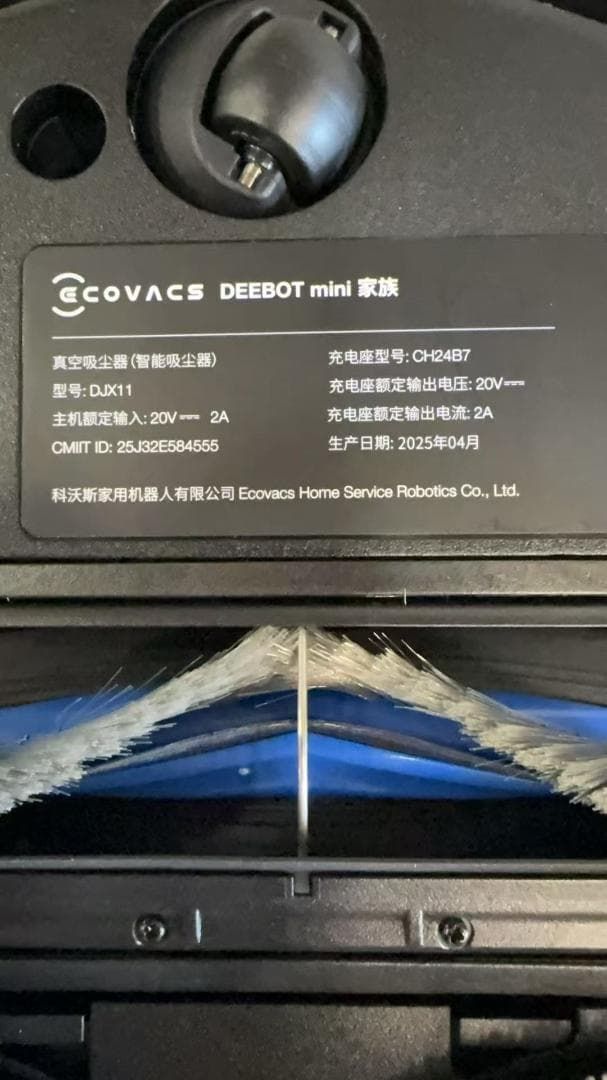 ECOVACS DEEBOT mini 家族
真空吸尘器(智能吸尘器)
型号: DJX11
主机额定输入: 20V⎓ 2A
CMIIT ID: 25J32E584555
充电座型号: CH24B7
充电座额定输出电压: 20V⎓
充电座额定输出电流: 2A
生产日期: 2025年04月
科沃斯家用机器人有限公司 Ecovacs Home Service Robotics Co., Ltd.